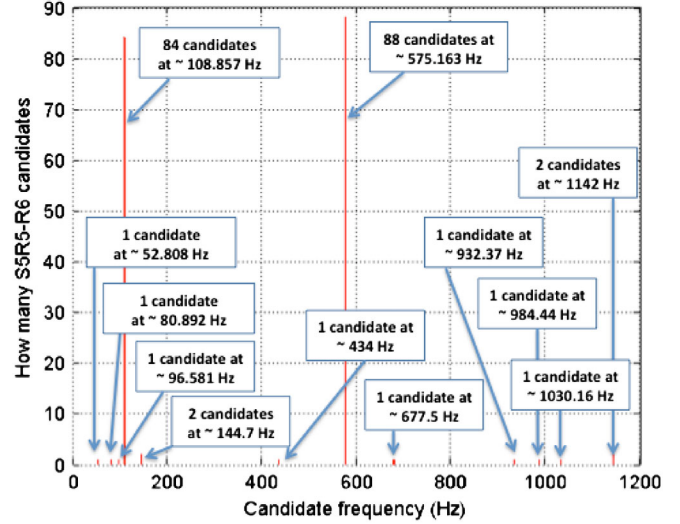 90
80
70
60
50
40
30
20
10
0
How many S5R5-R6 candidates
84 candidates
at ~ 108.857 Hz
88 candidates at
~ 575.163 Hz
2 candidates
at ~ 1142 Hz
1 candidate
at ~ 52.808 Hz
1 candidate at
~ 932.37 Hz
1 candidate
at ~ 80.892 Hz
1 candidate at
~ 984.44 Hz
1 candidate at
~ 434 Hz
1 candidate at
~ 96.581 Hz
1 candidate at
~ 1030.16 Hz
1 candidate at
~ 677.5 Hz
2 candidates
at ~ 144.7 Hz
0 200 400 600 800 1000 1200
Candidate frequency (Hz)